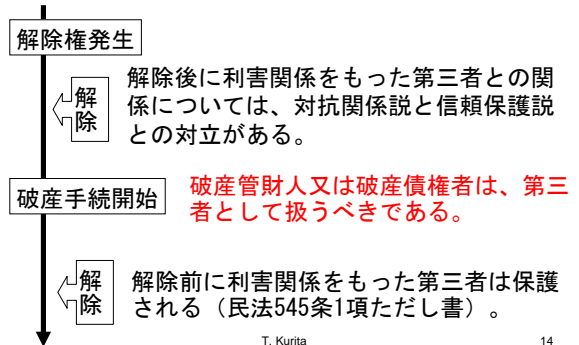 解除権発生
解除
解除後に利害関係をもった第三者との関
係については、対抗関係説と信頼保護説
との対立がある。
破産手続開始
破産管財人又は破産債権者は、第三
者として扱うべきである。
解除
解除前に利害関係をもった第三者は保護
される（民法545条1項ただし書）。
T. Kurita
14